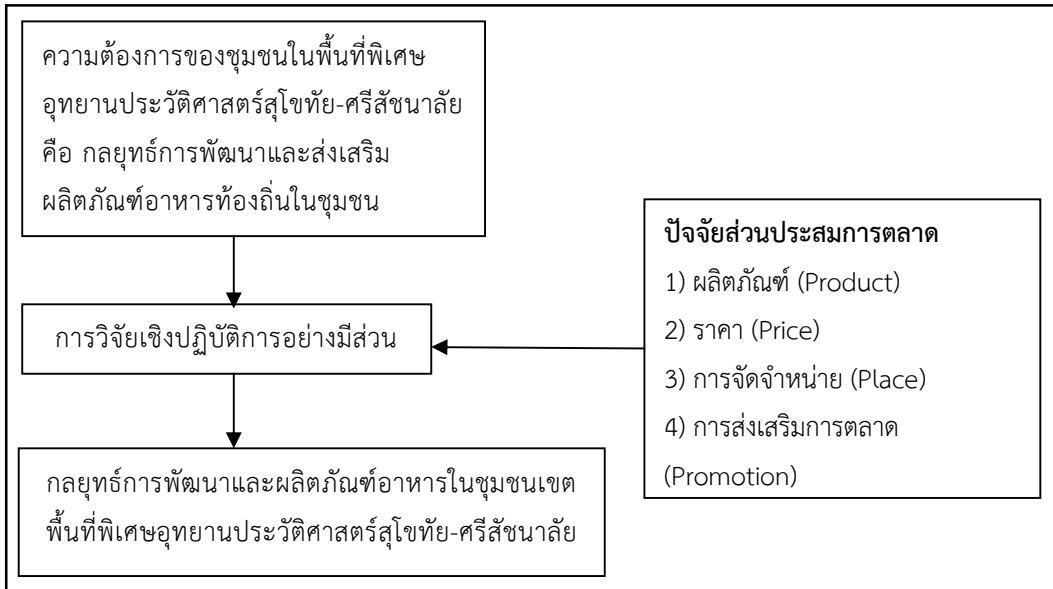 ความต้องการของชุมชนในพื้นที่พิเศษ
อุทยานประวัติศาสตร์สุโขทัย-ศรีสัชนาลัย
คือ กลยุทธ์การพัฒนาและส่งเสริม
ผลิตภัณฑ์อาหารท้องถิ่นในชุมชน
การวิจัยเชิงปฏิบัติการอย่างมีส่วน
กลยุทธ์การพัฒนาและผลิตภัณฑ์อาหารในชุมชนเขต
พื้นที่พิเศษอุทยานประวัติศาสตร์สุโขทัย-ศรีสัชนาลัย
ปัจจัยส่วนประสมการตลาด
1) ผลิตภัณฑ์ (Product)
2) ราคา (Price)
3) การจัดจำหน่าย (Place)
4) การส่งเสริมการตลาด
(Promotion)